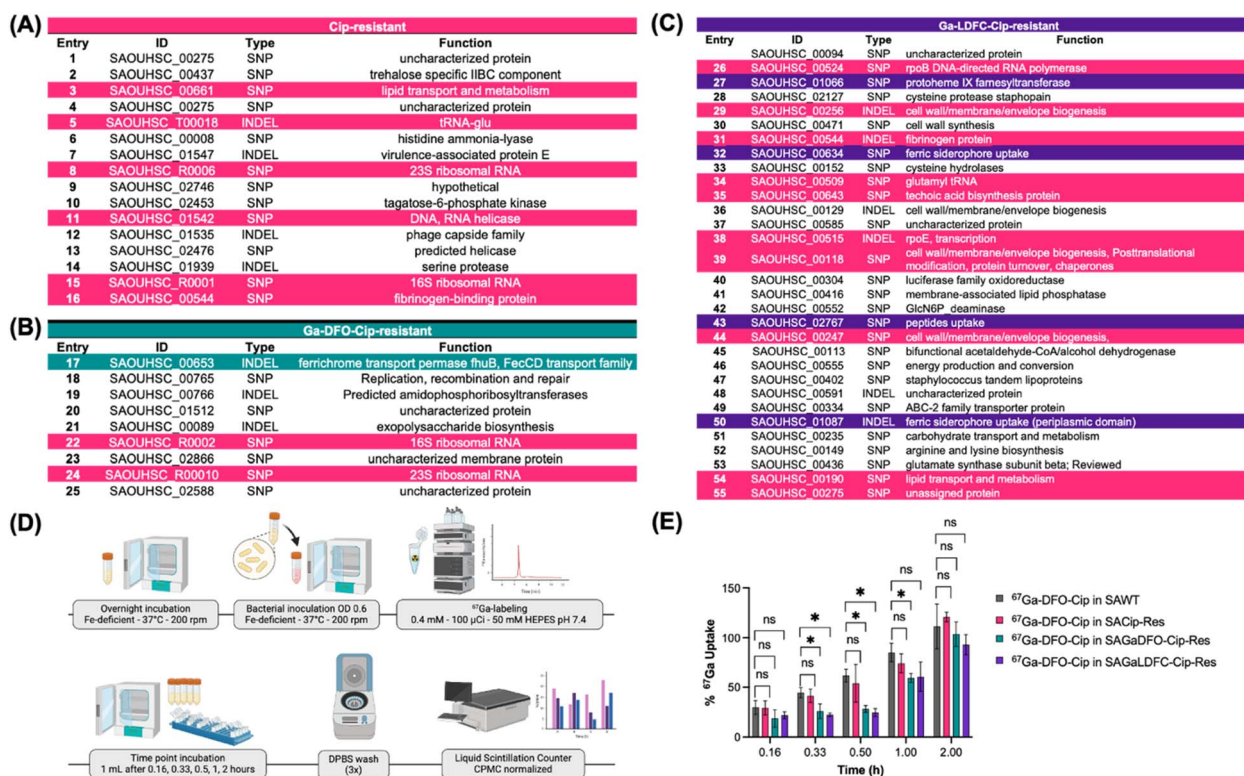 (A)
Cip-resistant
Entry ID Type Function
1 SAOUHSC_00275 SNP uncharacterized protein
2 SAOUHSC_00437 SNP trehalose specific IIBC component
3 SAOUHSC_00661 SNP lipid transport and metabolism
4 SAOUHSC_00275 SNP uncharacterized protein
5 SAOUHSC_T00018 INDEL tRNA-glu
6 SAOUHSC_00008 SNP histidine ammonia-lyase
7 SAOUHSC_01547 INDEL virulence-associated protein E
8 SAOUHSC_R0006 SNP 23S ribosomal RNA
9 SAOUHSC_02746 SNP hypothetical
10 SAOUHSC_02453 SNP tagatose-6-phosphate kinase
11 SAOUHSC_01542 SNP DNA, RNA helicase
12 SAOUHSC_01535 INDEL phage capside family
13 SAOUHSC_02476 SNP predicted helicase
14 SAOUHSC_01939 INDEL serine protease
15 SAOUHSC_R0001 SNP 16S ribosomal RNA
16 SAOUHSC_00544 SNP fibrinogen-binding protein
(B)
Ga-DFO-Cip-resistant
Entry ID Type Function
17 SAOUHSC_00653 INDEL ferrichrome transport permase fhuB, FecCD transport family
18 SAOUHSC_00765 SNP Replication, recombination and repair
19 SAOUHSC_00766 INDEL Predicted amidophosphoribosyltransferases
20 SAOUHSC_01512 SNP uncharacterized protein
21 SAOUHSC_00089 INDEL exopolysaccharide biosynthesis
22 SAOUHSC_R0002 SNP 16S ribosomal RNA
23 SAOUHSC_02866 SNP uncharacterized membrane protein
24 SAOUHSC_R00010 SNP 23S ribosomal RNA
25 SAOUHSC_02588 SNP uncharacterized protein
(C)
Ga-LDFC-Cip-resistant
Entry ID Type Function
SAOUHSC_00094 SNP uncharacterized protein
26 SAOUHSC_00524 SNP rpoB DNA-directed RNA polymerase
27 SAOUHSC_01066 SNP protoheme IX farnesyltransferase
28 SAOUHSC_02127 SNP cysteine protease staphopain
29 SAOUHSC_00256 INDEL cell wall/membrane/envelope biogenesis
30 SAOUHSC_00471 SNP cell wall synthesis
31 SAOUHSC_00544 INDEL fibrinogen protein
32 SAOUHSC_00634 SNP ferric siderophore uptake
33 SAOUHSC_00152 SNP cysteine hydrolases
34 SAOUHSC_00509 SNP glutamyl tRNA
35 SAOUHSC_00643 SNP techoic acid bisynthesis protein
36 SAOUHSC_00129 INDEL cell wall/membrane/envelope biogenesis
37 SAOUHSC_00585 SNP uncharacterized protein
38 SAOUHSC_00515 INDEL rpoE, transcription
39 SAOUHSC_00118 SNP cell wall/membrane/envelope biogenesis, Posttranslational
modification, protein turnover, chaperones
40 SAOUHSC_00304 SNP luciferase family oxidoreductase
41 SAOUHSC_00416 SNP membrane-associated lipid phosphatase
42 SAOUHSC_00552 SNP GlcN6P_deaminase
43 SAOUHSC_02767 SNP peptides uptake
44 SAOUHSC_00247 SNP cell wall/membrane/envelope biogenesis,
45 SAOUHSC_00113 SNP bifunctional acetaldehyde-CoA/alcohol dehydrogenase
46 SAOUHSC_00555 SNP energy production and conversion
47 SAOUHSC_00402 SNP staphylococcus tandem lipoproteins
48 SAOUHSC_00591 INDEL uncharacterized protein
49 SAOUHSC_00334 SNP ABC-2 family transporter protein
50 SAOUHSC_01087 INDEL ferric siderophore uptake (periplasmic domain)
51 SAOUHSC_00235 SNP carbohydrate transport and metabolism
52 SAOUHSC_00149 SNP arginine and lysine biosynthesis
53 SAOUHSC_00436 SNP glutamate synthase subunit beta; Reviewed
54 SAOUHSC_00190 SNP lipid transport and metabolism
55 SAOUHSC_00275 SNP unassigned protein
(D)
Overnight incubation
Fe-deficient - 37°C - 200 rpm
Bacterial inoculation OD 0.6
Fe-deficient - 37°C - 200 rpm
⁶⁷Ga-labeling
0.4 mM - 100 µCi - 50 mM HEPES pH 7.4
Time point incubation
1 mL after 0.16, 0.33, 0.5, 1, 2 hours
DPBS wash
(3x)
Liquid Scintillation Counter
CPMC normalized
(E)
% ⁶⁷Ga Uptake
150
100
50
0
ns
ns
ns
*
*
ns
*
*
ns
ns
*
ns
ns
ns
ns
0.16 0.33 0.50 1.00 2.00
Time (h)
⁶⁷Ga-DFO-Cip in SAWT
⁶⁷Ga-DFO-Cip in SACip-Res
⁶⁷Ga-DFO-Cip in SAGaDFO-Cip-Res
⁶⁷Ga-DFO-Cip in SAGaLDFC-Cip-Res